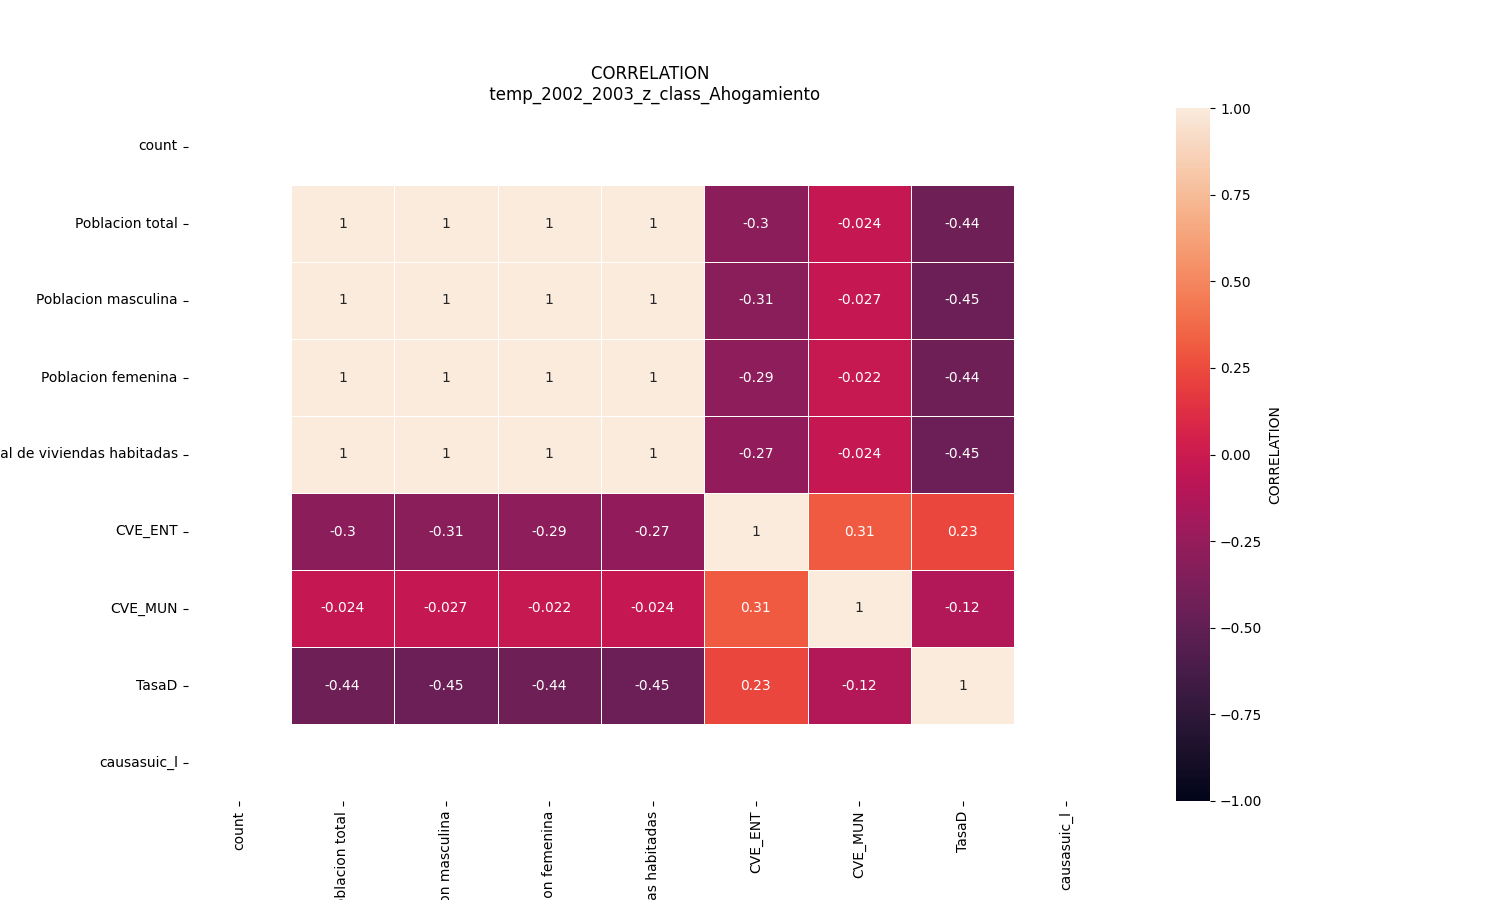 CORRELATION
temp_2002_2003_z_class_Ahogamiento
count
Poblacion total
1 1 1 1 -0.3 -0.024 -0.44
Poblacion masculina
1 1 1 1 -0.31 -0.027 -0.45
Poblacion femenina
1 1 1 1 -0.29 -0.022 -0.44
al de viviendas habitadas
1 1 1 1 -0.27 -0.024 -0.45
CVE_ENT
-0.3 -0.31 -0.29 -0.27 1 0.31 0.23
CVE_MUN
-0.024 -0.027 -0.022 -0.024 0.31 1 -0.12
TasaD
-0.44 -0.45 -0.44 -0.45 0.23 -0.12 1
causasuic_l
count
oblacion total
on masculina
on femenina
as habitadas
CVE_ENT
CVE_MUN
TasaD
causasuic_l
1.00
0.75
0.50
0.25
0.00
−0.25
−0.50
−0.75
−1.00
CORRELATION